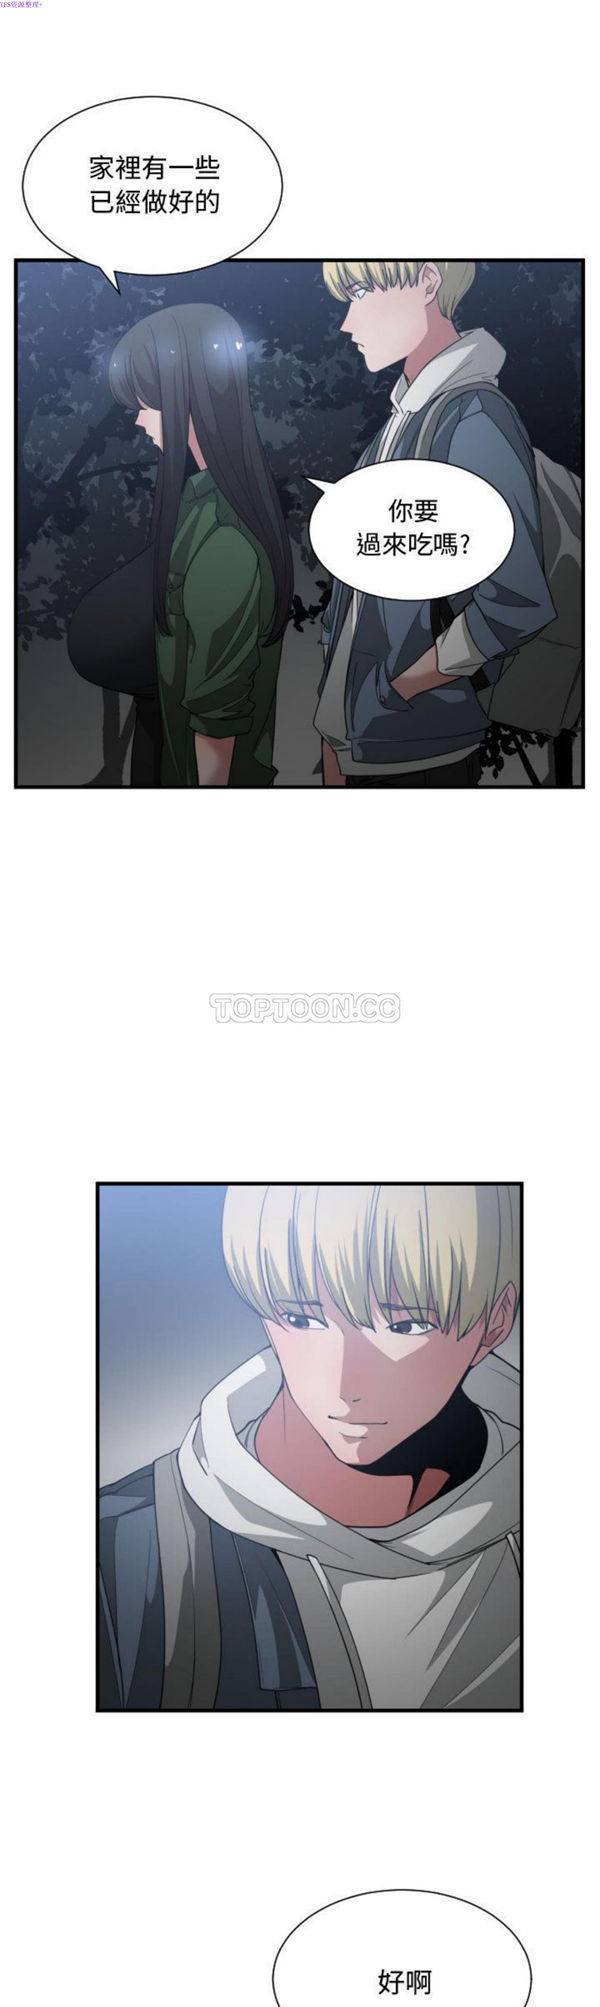 YES资源整理+
家裡有一些
已經做好的
你要
過來吃嗎?
TOPTOON.CC
好啊